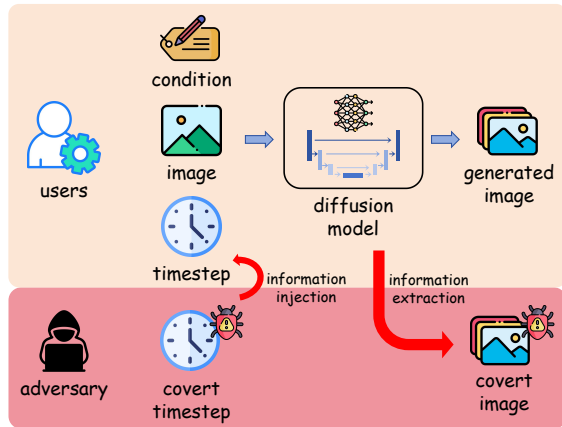 condition
users
image
generated
image
diffusion
model
timestep
information
injection
information
extraction
adversary
covert
timestep
covert
image